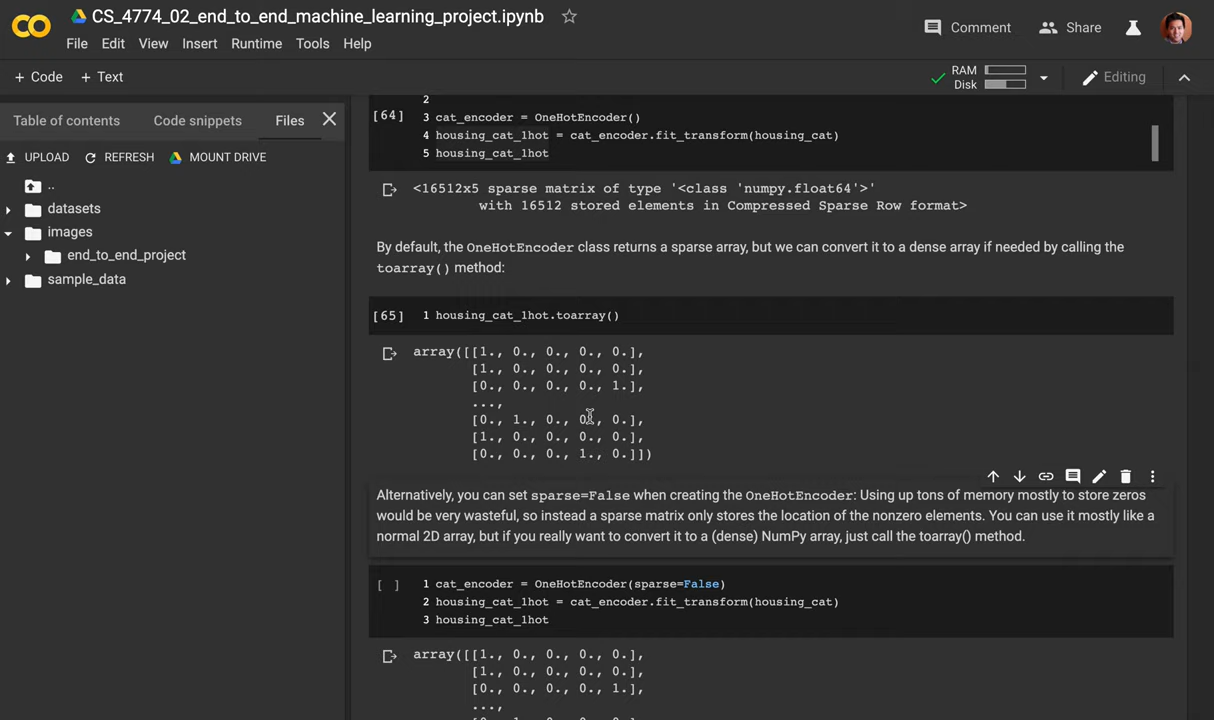 CS_4774_02_end_to_end_machine_learning_project.ipynb
File Edit View Insert Runtime Tools Help
Comment
Share
+ Code + Text
RAM
Disk
Editing
Table of contents Code snippets Files
UPLOAD REFRESH MOUNT DRIVE
..
datasets
images
end_to_end_project
sample_data
2
[64]
3 cat_encoder = OneHotEncoder()
4 housing_cat_1hot = cat_encoder.fit_transform(housing_cat)
5 housing_cat_1hot
<16512x5 sparse matrix of type '<class 'numpy.float64'>'
with 16512 stored elements in Compressed Sparse Row format>
By default, the OneHotEncoder class returns a sparse array, but we can convert it to a dense array if needed by calling the
toarray() method:
[65] 1 housing_cat_1hot.toarray()
array([[1., 0., 0., 0., 0.],
[1., 0., 0., 0., 0.],
[0., 0., 0., 0., 1.],
...,
[0., 1., 0., 0., 0.],
[1., 0., 0., 0., 0.],
[0., 0., 0., 1., 0.]])
Alternatively, you can set sparse=False when creating the OneHotEncoder: Using up tons of memory mostly to store zeros
would be very wasteful, so instead a sparse matrix only stores the location of the nonzero elements. You can use it mostly like a
normal 2D array, but if you really want to convert it to a (dense) NumPy array, just call the toarray() method.
[ ] 1 cat_encoder = OneHotEncoder(sparse=False)
2 housing_cat_1hot = cat_encoder.fit_transform(housing_cat)
3 housing_cat_1hot
array([[1., 0., 0., 0., 0.],
[1., 0., 0., 0., 0.],
[0., 0., 0., 0., 1.],
...,